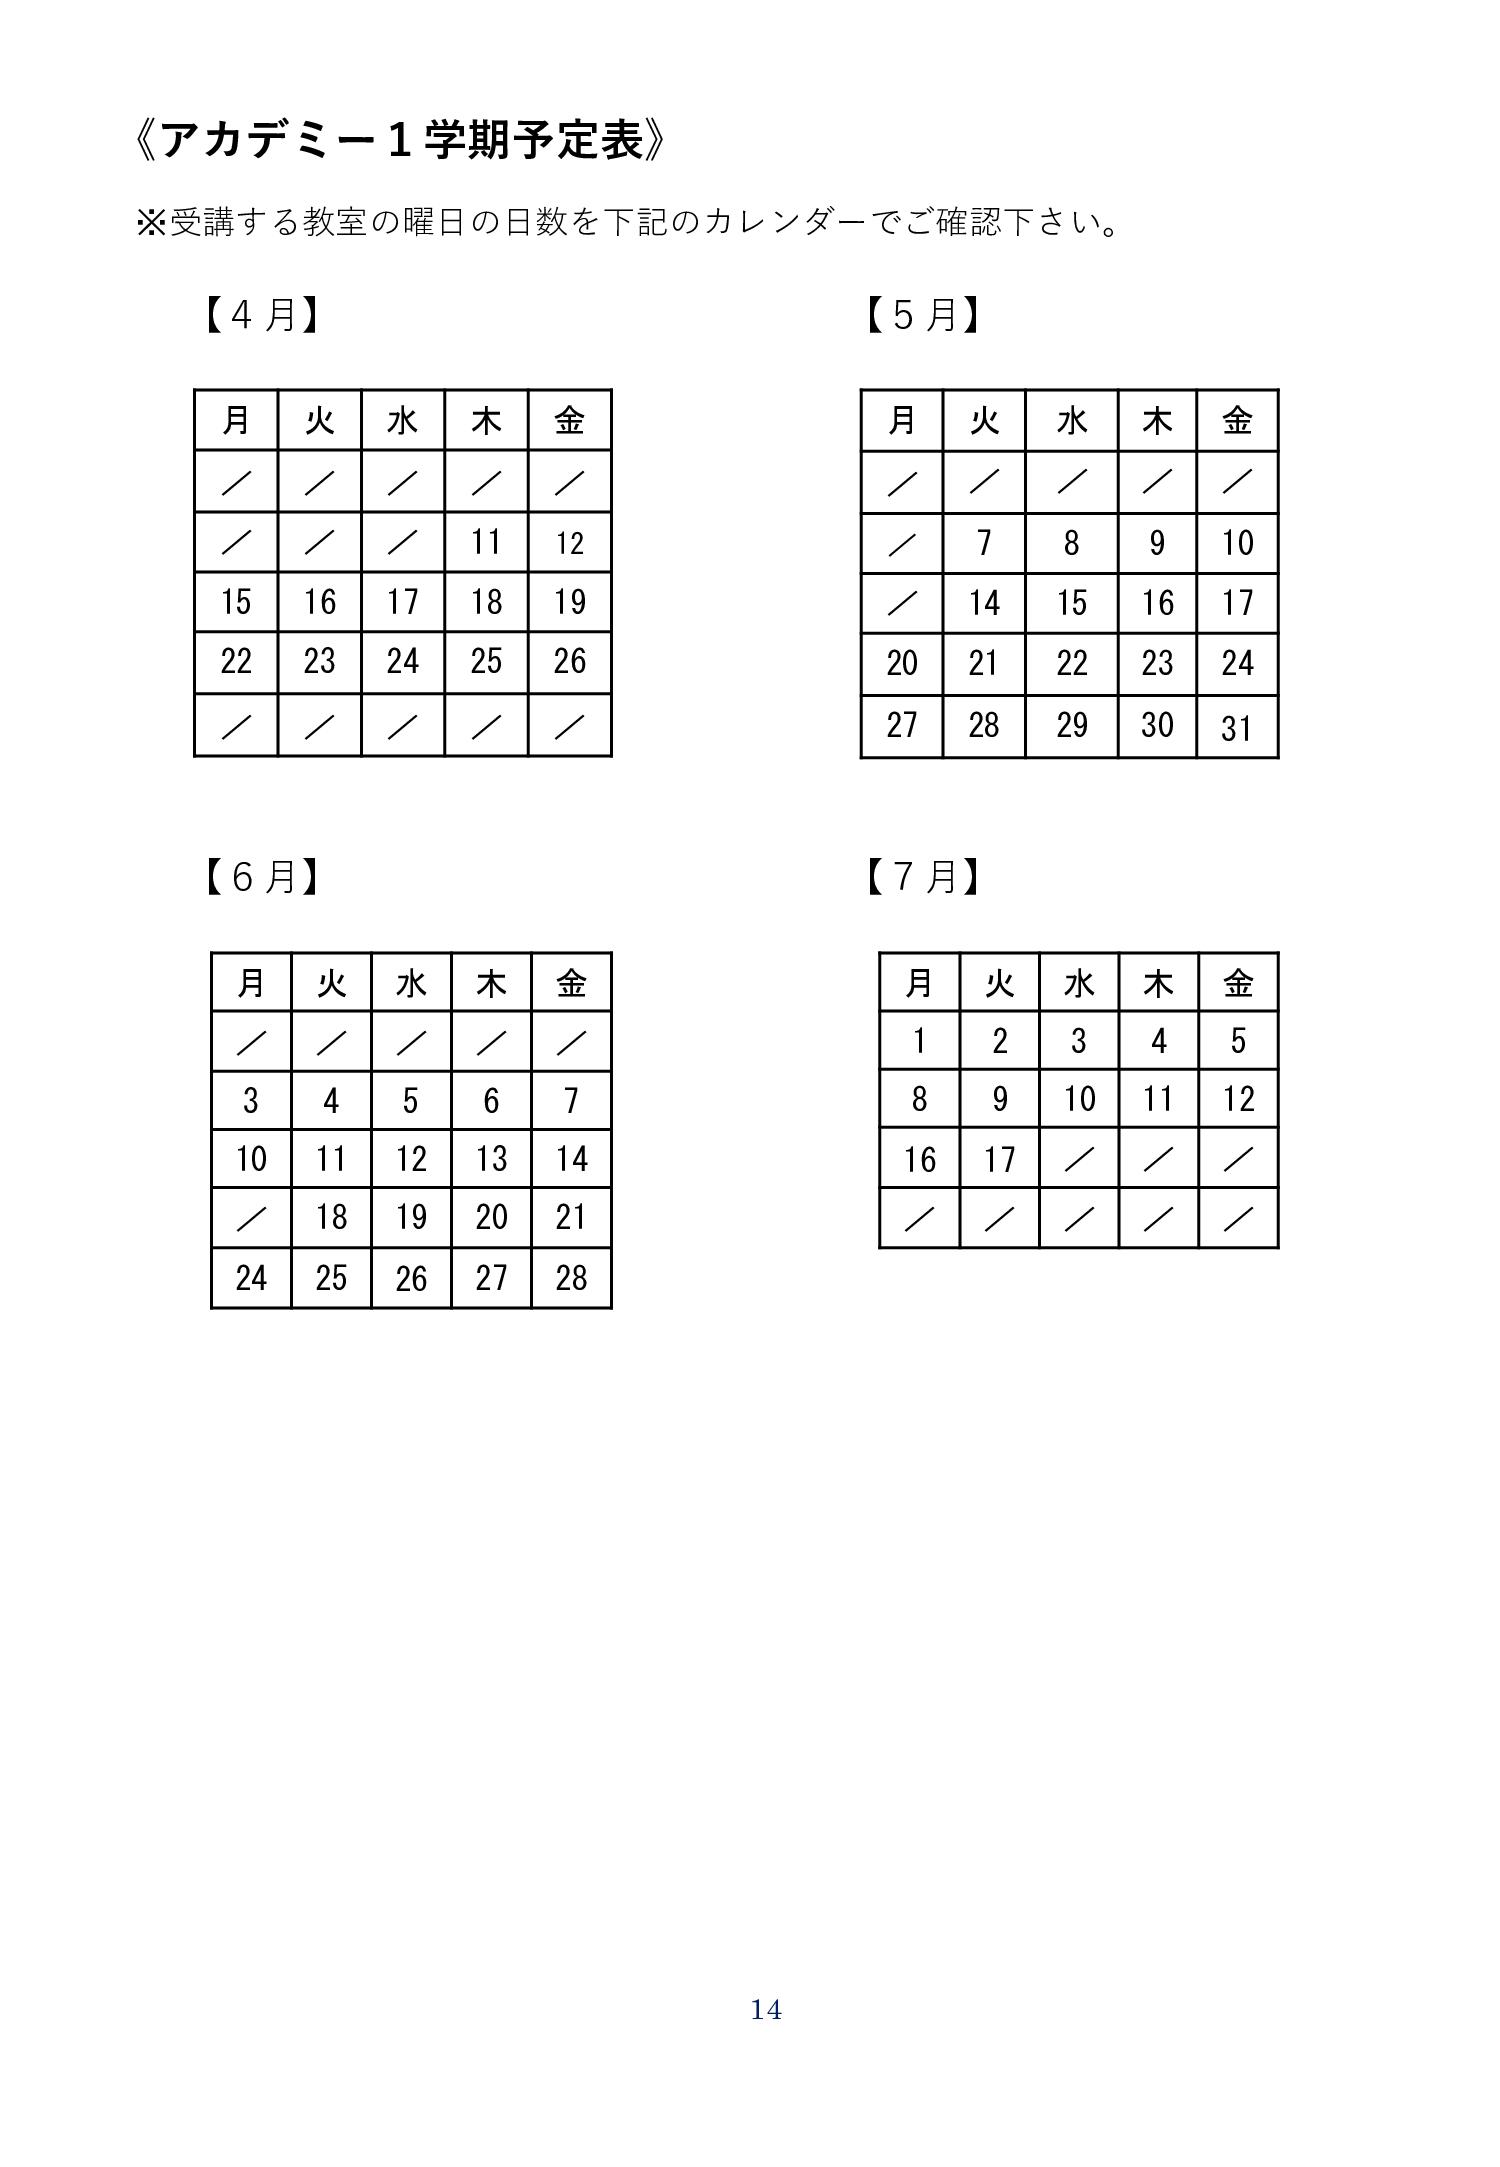 《アカデミー１学期予定表》
※受講する教室の曜日の日数を下記のカレンダーでご確認下さい。
【４月】
月 火 水 木 金
／ ／ ／ ／ ／
／ ／ ／ 11 12
15 16 17 18 19
22 23 24 25 26
／ ／ ／ ／ ／
【５月】
月 火 水 木 金
／ ／ ／ ／ ／
／ 7 8 9 10
／ 14 15 16 17
20 21 22 23 24
27 28 29 30 31
【６月】
月 火 水 木 金
／ ／ ／ ／ ／
3 4 5 6 7
10 11 12 13 14
／ 18 19 20 21
24 25 26 27 28
【７月】
月 火 水 木 金
1 2 3 4 5
8 9 10 11 12
16 17 ／ ／ ／
／ ／ ／ ／ ／
14